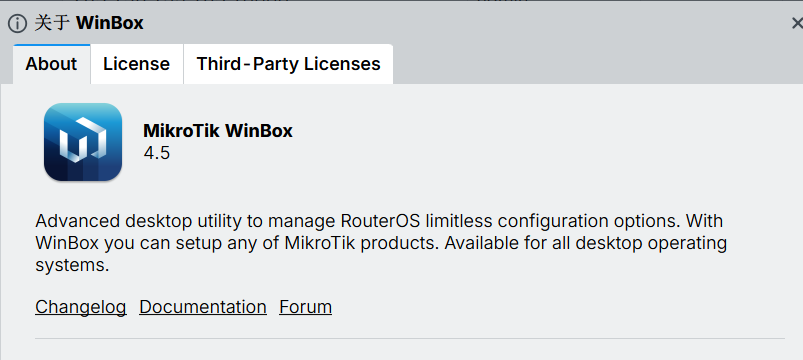 关于 WinBox
About
License
Third-Party Licenses
MikroTik WinBox
4.5
Advanced desktop utility to manage RouterOS limitless configuration options. With
WinBox you can setup any of MikroTik products. Available for all desktop operating
systems.
Changelog Documentation Forum